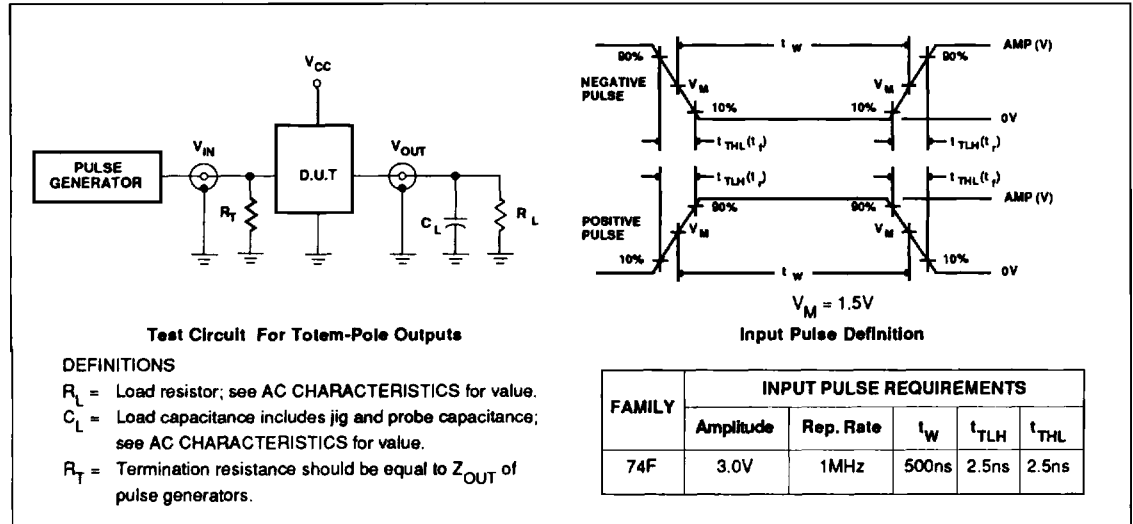 V_CC
V_IN
V_OUT
PULSE GENERATOR
D.U.T
R_T
C_L
R_L
Test Circuit For Totem-Pole Outputs
t_W
AMP (V)
90%
90%
NEGATIVE PULSE
V_M
V_M
10%
10%
0V
t_THL(t_f)
t_TLH(t_r)
t_TLH(t_r)
t_THL(t_f)
AMP (V)
90%
90%
POSITIVE PULSE
V_M
V_M
10%
10%
t_W
0V
V_M = 1.5V
Input Pulse Definition
DEFINITIONS
R_L = Load resistor; see AC CHARACTERISTICS for value.
C_L = Load capacitance includes jig and probe capacitance;
see AC CHARACTERISTICS for value.
R_T = Termination resistance should be equal to Z_OUT of
pulse generators.
FAMILY
INPUT PULSE REQUIREMENTS
Amplitude Rep. Rate t_W t_TLH t_THL
74F 3.0V 1MHz 500ns 2.5ns 2.5ns